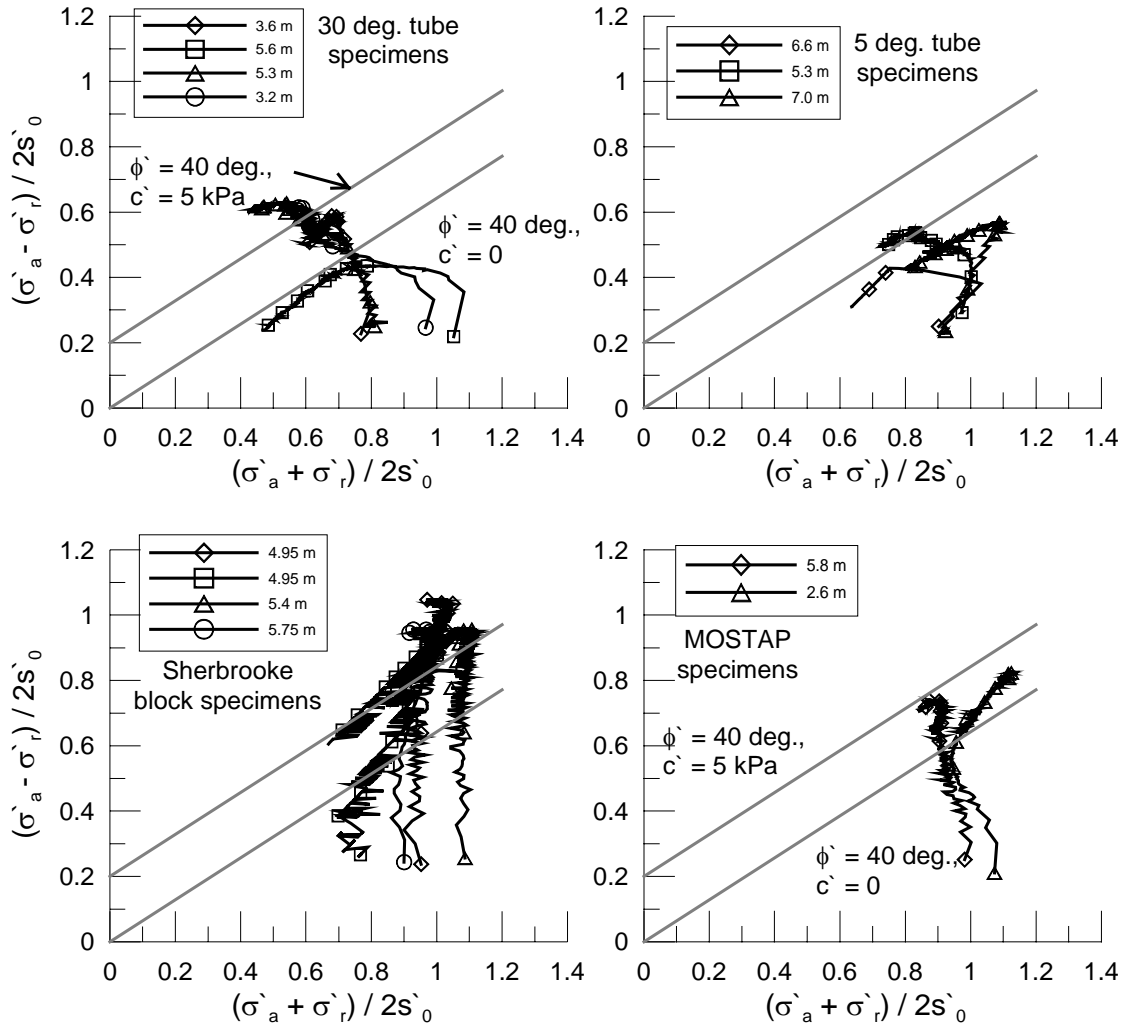 3.6 m
5.6 m
5.3 m
3.2 m
30 deg. tube
specimens
ϕ` = 40 deg.,
c` = 5 kPa
ϕ` = 40 deg.,
c` = 0
(σ`a - σ`r) / 2s`0
1.2
1
0.8
0.6
0.4
0.2
0
0 0.2 0.4 0.6 0.8 1 1.2 1.4
(σ`a + σ`r) / 2s`0
6.6 m
5.3 m
7.0 m
5 deg. tube
specimens
1.2
1
0.8
0.6
0.4
0.2
0
0 0.2 0.4 0.6 0.8 1 1.2 1.4
(σ`a + σ`r) / 2s`0
4.95 m
4.95 m
5.4 m
5.75 m
Sherbrooke
block specimens
(σ`a - σ`r) / 2s`0
1.2
1
0.8
0.6
0.4
0.2
0
0 0.2 0.4 0.6 0.8 1 1.2 1.4
(σ`a + σ`r) / 2s`0
5.8 m
2.6 m
MOSTAP
specimens
ϕ` = 40 deg.,
c` = 5 kPa
ϕ` = 40 deg.,
c` = 0
1.2
1
0.8
0.6
0.4
0.2
0
0 0.2 0.4 0.6 0.8 1 1.2 1.4
(σ`a + σ`r) / 2s`0